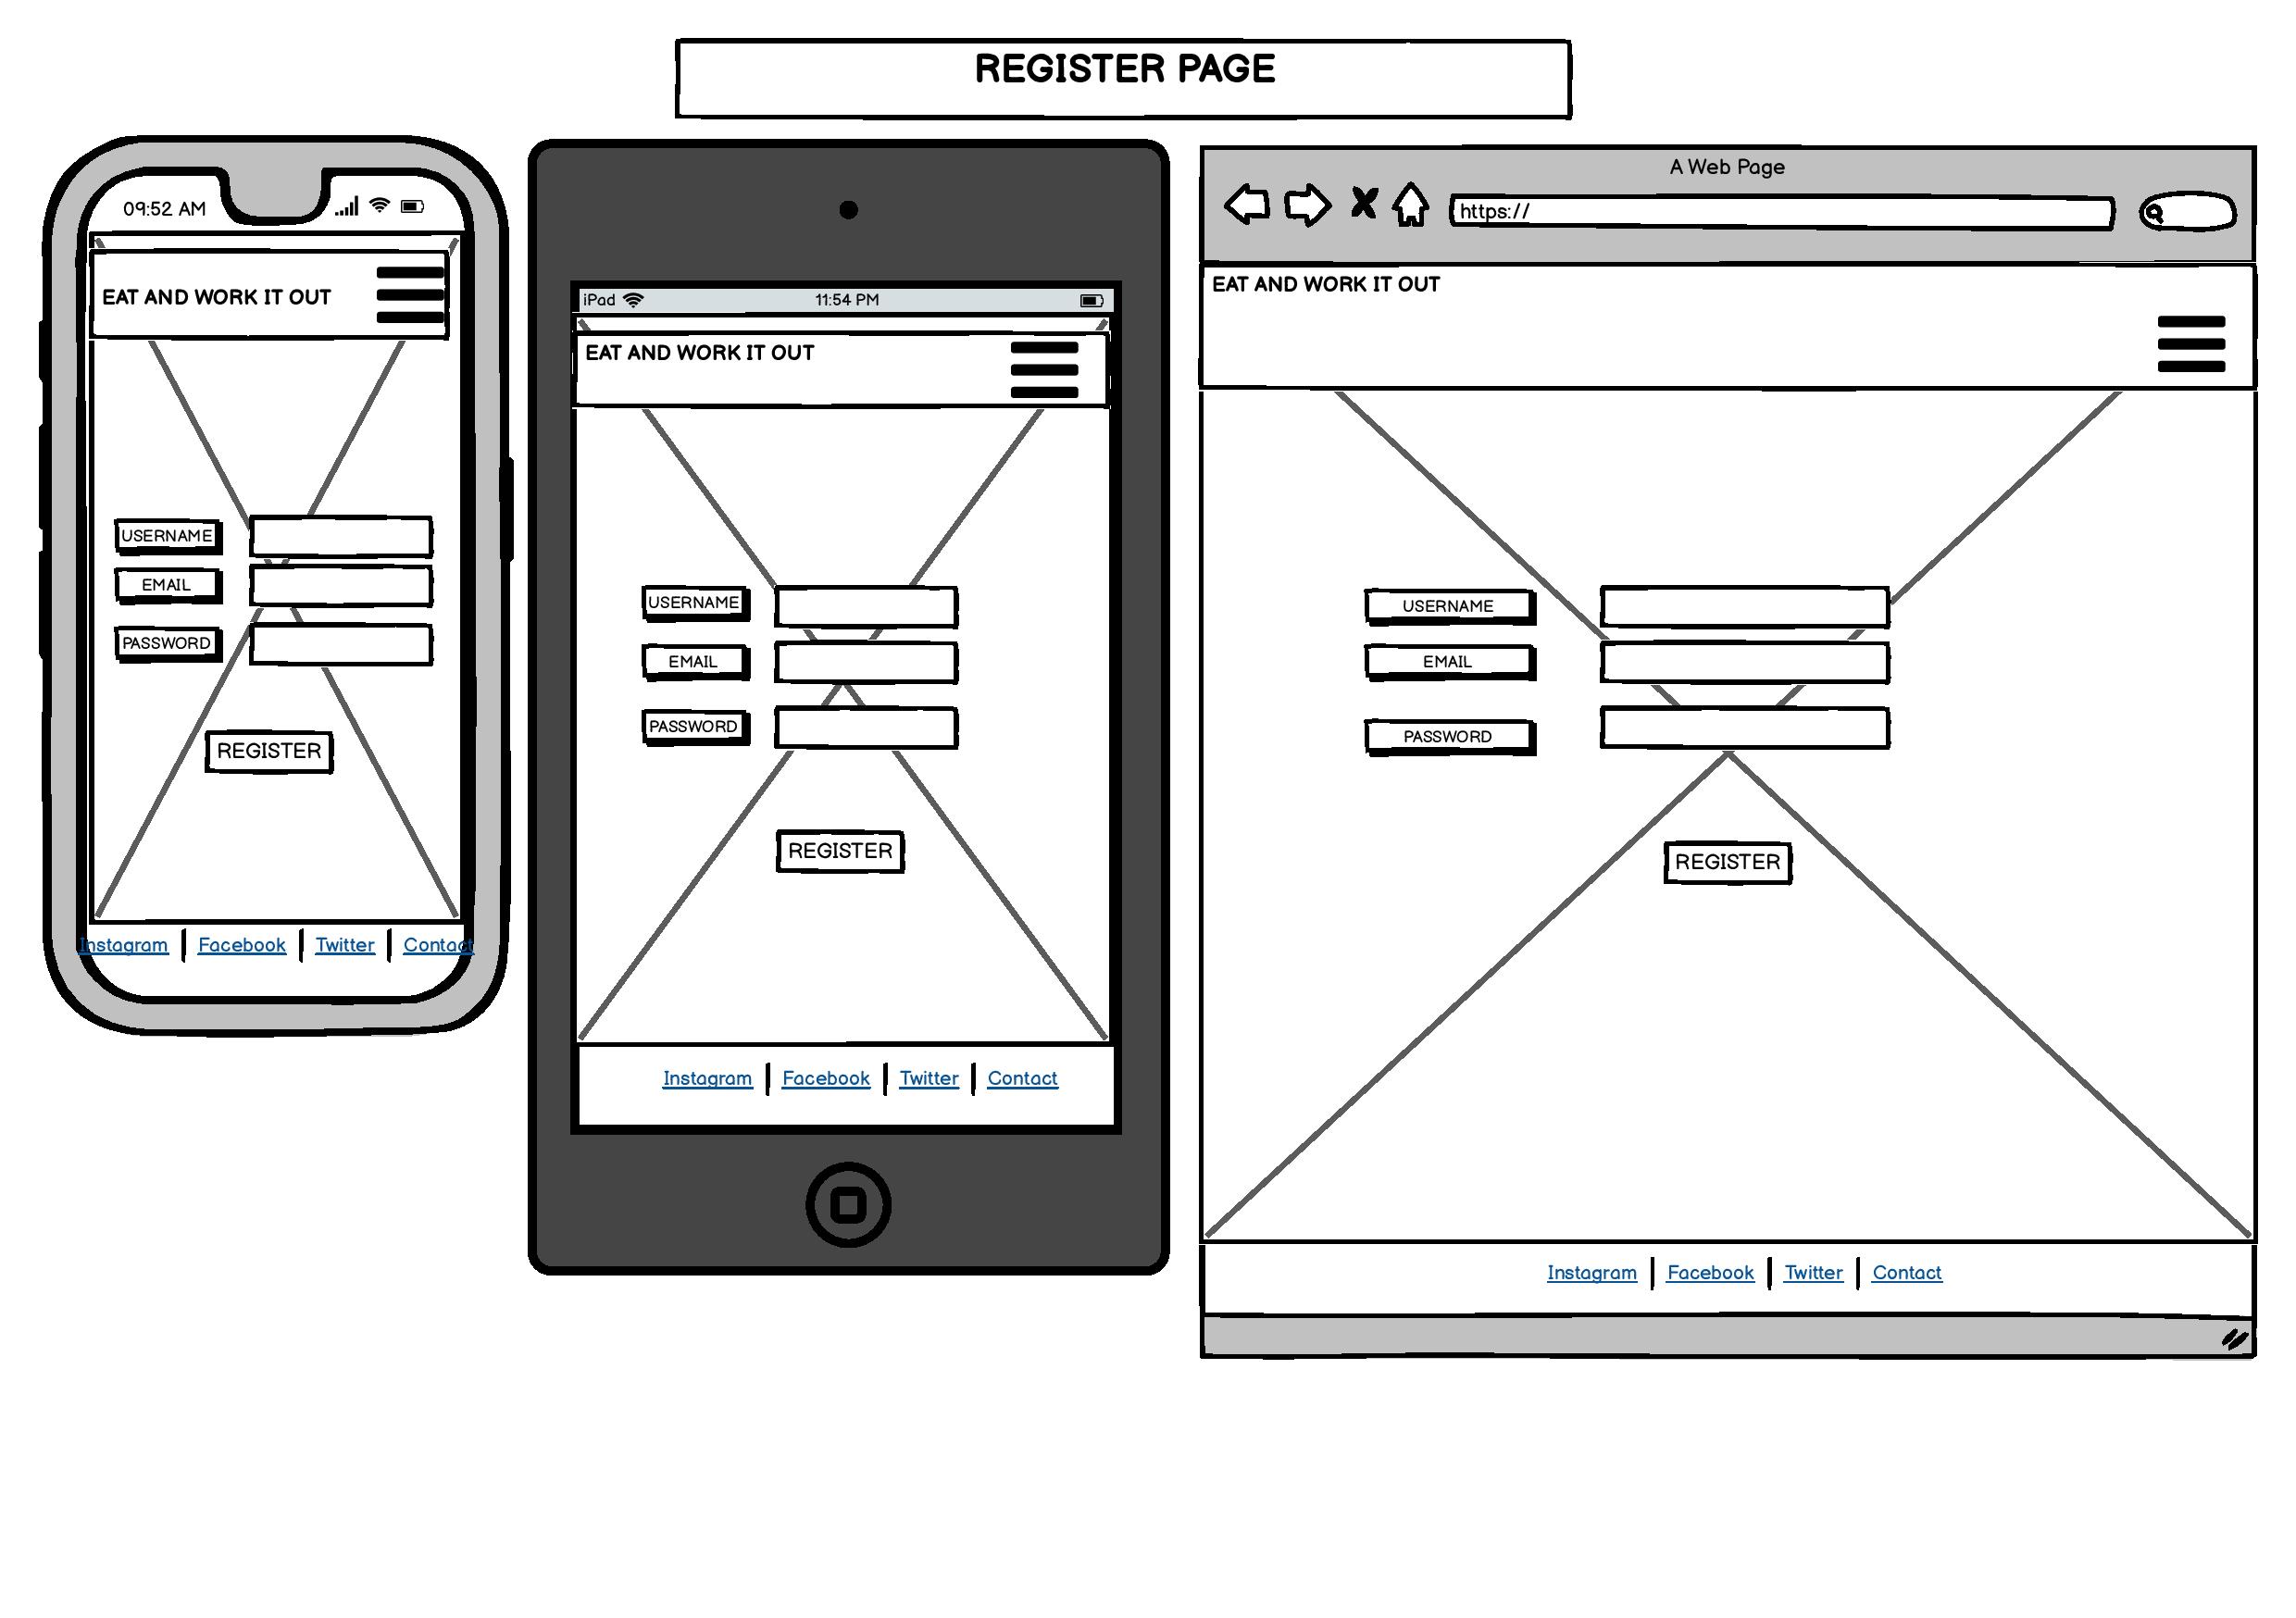 REGISTER PAGE
09:52 AM
EAT AND WORK IT OUT
USERNAME
EMAIL
PASSWORD
REGISTER
Instagram Facebook Twitter Contact
iPad 11:54 PM
EAT AND WORK IT OUT
USERNAME
EMAIL
PASSWORD
REGISTER
Instagram Facebook Twitter Contact
A Web Page
https://
EAT AND WORK IT OUT
USERNAME
EMAIL
PASSWORD
REGISTER
Instagram Facebook Twitter Contact